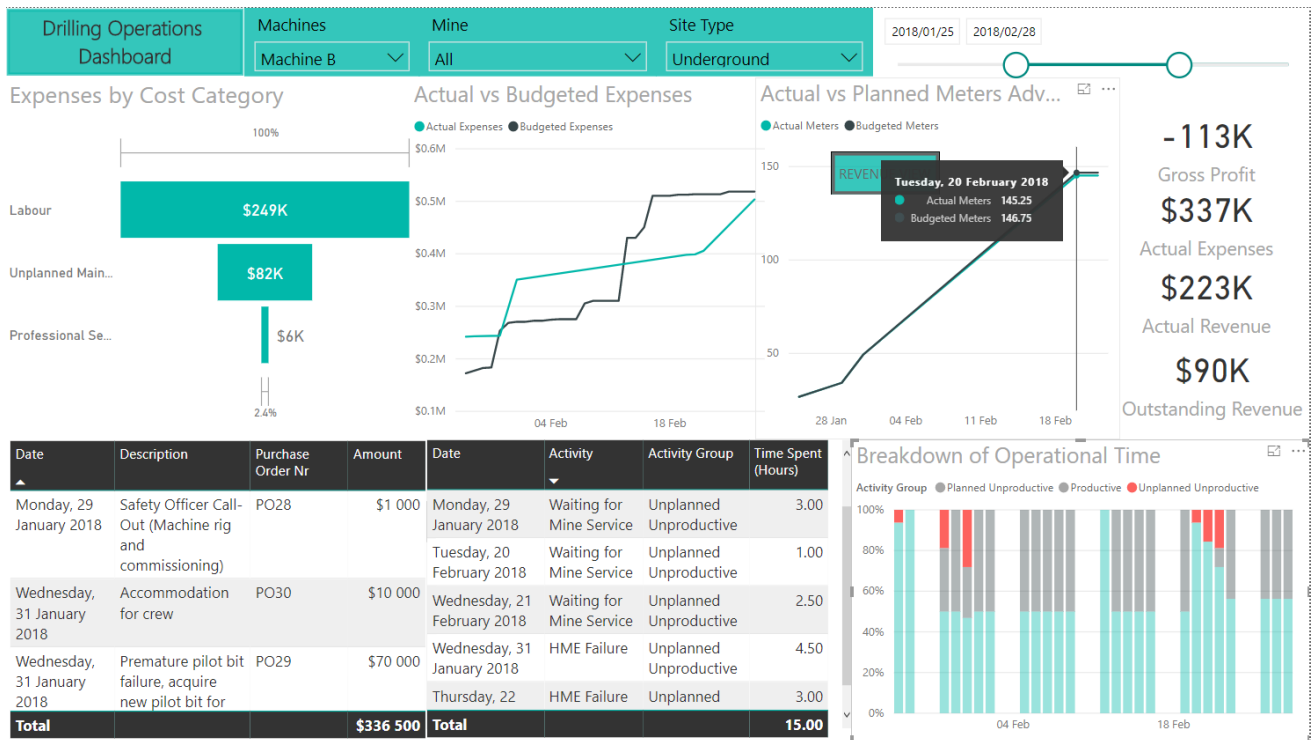 Drilling Operations
Dashboard
Machines
Machine B
Mine
All
Site Type
Underground
2018/01/25
2018/02/28
Expenses by Cost Category
100%
Labour
$249K
Unplanned Main...
$82K
Professional Se...
$6K
2.4%
Actual vs Budgeted Expenses
Actual Expenses Budgeted Expenses
$0.6M
$0.5M
$0.4M
$0.3M
$0.2M
$0.1M
04 Feb 18 Feb
Actual vs Planned Meters Adv...
Actual Meters Budgeted Meters
150
100
50
REVEN
Tuesday, 20 February 2018
Actual Meters 145.25
Budgeted Meters 146.75
28 Jan 04 Feb 11 Feb 18 Feb
-113K
Gross Profit
$337K
Actual Expenses
$223K
Actual Revenue
$90K
Outstanding Revenue
Date Description Purchase Order Nr Amount
Monday, 29
January 2018
Safety Officer Call-
Out (Machine rig
and
commissioning)
PO28
$1 000
Wednesday,
31 January
2018
Accommodation
for crew
PO30
$10 000
Wednesday,
31 January
2018
Premature pilot bit
failure, acquire
new pilot bit for
PO29
$70 000
Total $336 500
Date Activity Activity Group Time Spent (Hours)
Monday, 29
January 2018
Waiting for
Mine Service
Unplanned
Unproductive
3.00
Tuesday, 20
February 2018
Waiting for
Mine Service
Unplanned
Unproductive
1.00
Wednesday, 21
February 2018
Waiting for
Mine Service
Unplanned
Unproductive
2.50
Wednesday, 31
January 2018
HME Failure
Unplanned
Unproductive
4.50
Thursday, 22
HME Failure
Unplanned
3.00
Total 15.00
Breakdown of Operational Time
Activity Group Planned Unproductive Productive Unplanned Unproductive
100%
80%
60%
40%
20%
0%
04 Feb 18 Feb